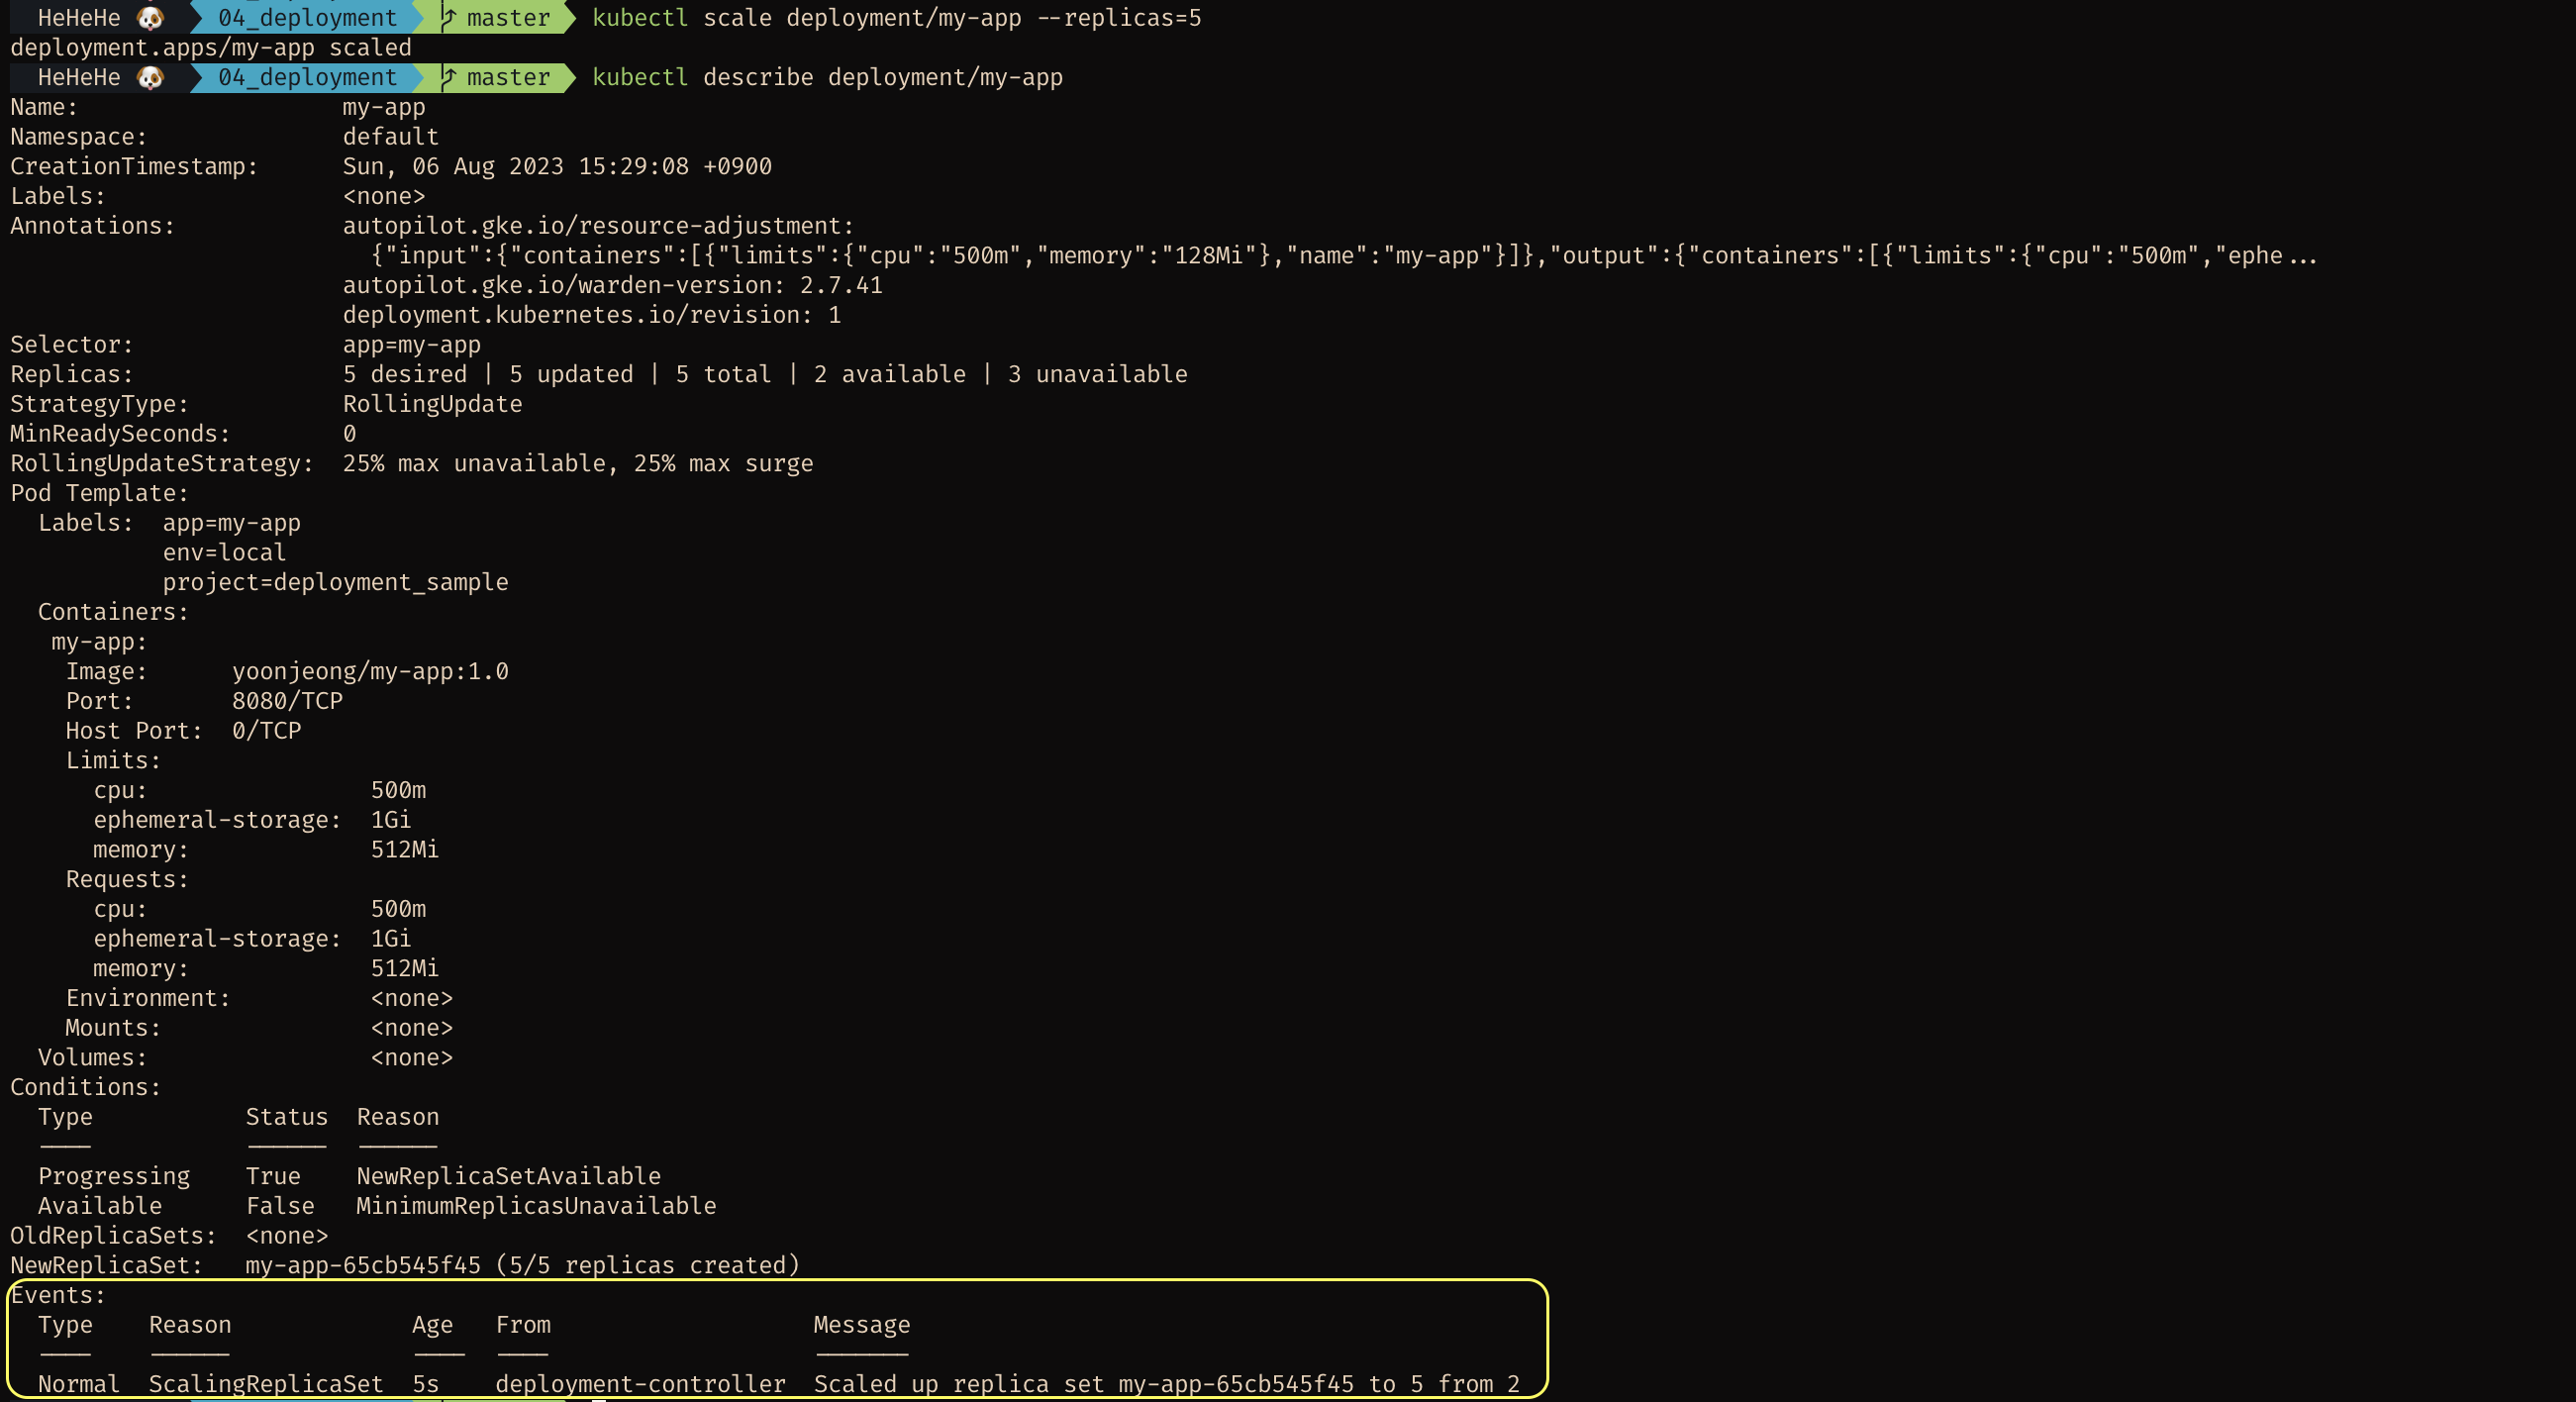 HeHeHe 🐶 04_deployment master kubectl scale deployment/my-app --replicas=5
deployment.apps/my-app scaled
HeHeHe 🐶 04_deployment master kubectl describe deployment/my-app
Name: my-app
Namespace: default
CreationTimestamp: Sun, 06 Aug 2023 15:29:08 +0900
Labels: <none>
Annotations: autopilot.gke.io/resource-adjustment:
{"input":{"containers":[{"limits":{"cpu":"500m","memory":"128Mi"},"name":"my-app"}]},"output":{"containers":[{"limits":{"cpu":"500m","ephe...
autopilot.gke.io/warden-version: 2.7.41
deployment.kubernetes.io/revision: 1
Selector: app=my-app
Replicas: 5 desired | 5 updated | 5 total | 2 available | 3 unavailable
StrategyType: RollingUpdate
MinReadySeconds: 0
RollingUpdateStrategy: 25% max unavailable, 25% max surge
Pod Template:
Labels: app=my-app
env=local
project=deployment_sample
Containers:
my-app:
Image: yoonjeong/my-app:1.0
Port: 8080/TCP
Host Port: 0/TCP
Limits:
cpu: 500m
ephemeral-storage: 1Gi
memory: 512Mi
Requests:
cpu: 500m
ephemeral-storage: 1Gi
memory: 512Mi
Environment: <none>
Mounts: <none>
Volumes: <none>
Conditions:
Type Status Reason
---- ------ ------
Progressing True NewReplicaSetAvailable
Available False MinimumReplicasUnavailable
OldReplicaSets: <none>
NewReplicaSet: my-app-65cb545f45 (5/5 replicas created)
Events:
Type Reason Age From Message
---- ------ ---- ---- -------
Normal ScalingReplicaSet 5s deployment-controller Scaled up replica set my-app-65cb545f45 to 5 from 2